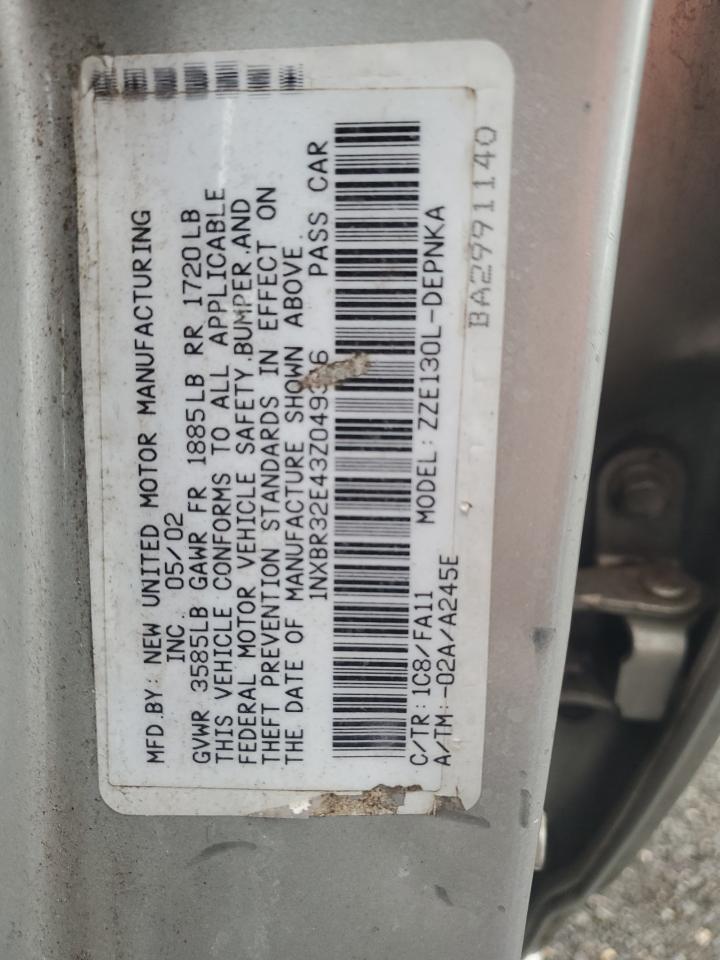 MFD.BY: NEW UNITED MOTOR MANUFACTURING
INC. 05/02
GVWR 3585LB GAWR FR 1885LB RR 1720LB
THIS VEHICLE CONFORMS TO ALL APPLICABLE
FEDERAL MOTOR VEHICLE SAFETY,BUMPER,AND
THEFT PREVENTION STANDARDS IN EFFECT ON
THE DATE OF MANUFACTURE SHOWN ABOVE.
PASS CAR
C/TR: 1C8/FA11 MODEL: ZZE130L-DEPNKA
A/TM:-02A/A245E
BA2991140